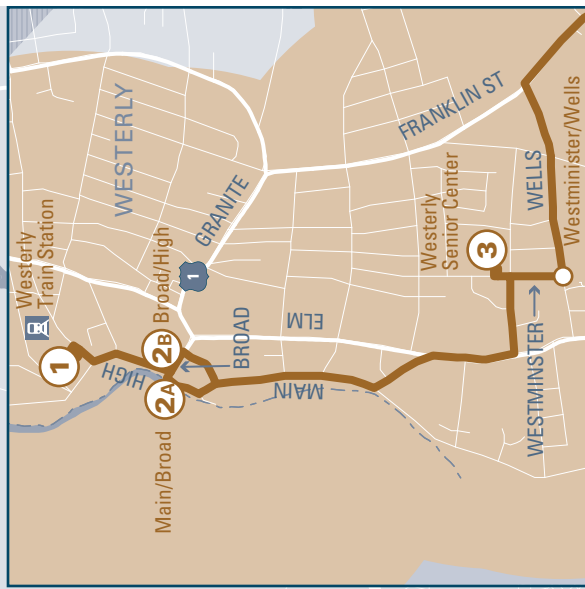 Westerly
Train Station
1
HIGH
WESTERLY
2A
2B
Broad/High
Main/Broad
1
GRANITE
BROAD
ELM
MAIN
FRANKLIN ST
Westerly
Senior Center
3
WELLS
WESTMINSTER
Westminister/Wells